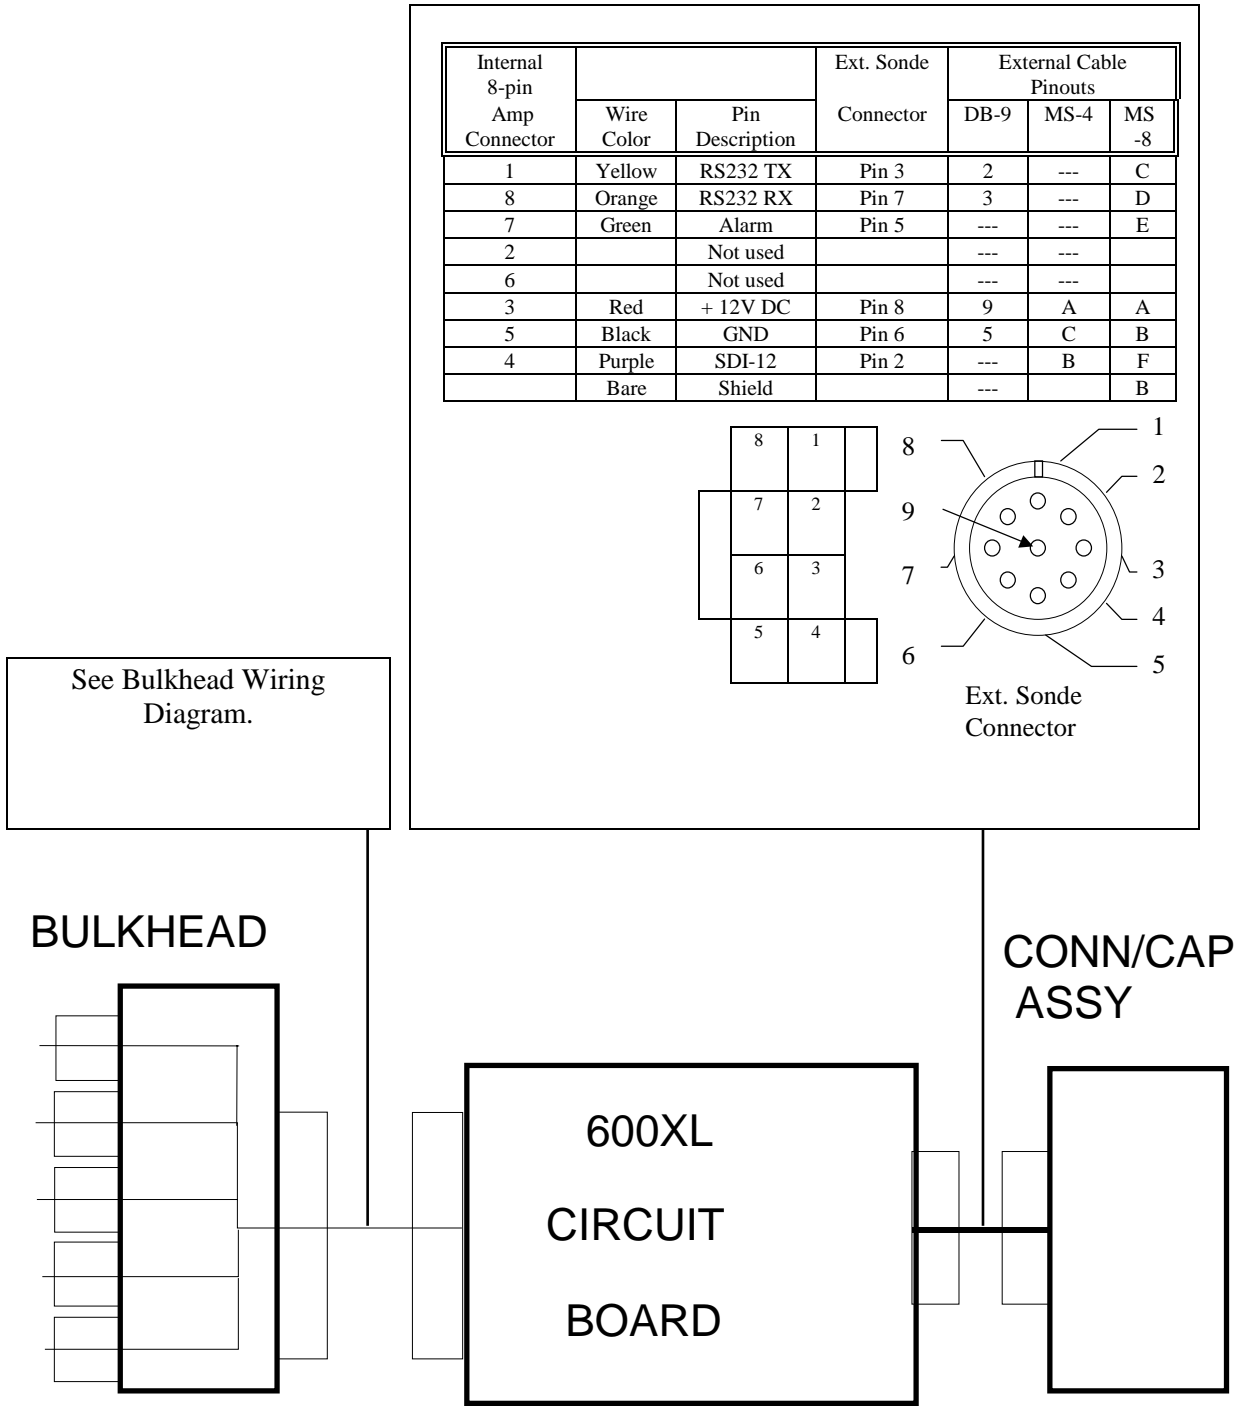 Internal 8-pin Amp Connector | Wire Color | Pin Description | Ext. Sonde Connector | External Cable Pinouts
DB-9 | MS-4 | MS -8
1 | Yellow | RS232 TX | Pin 3 | 2 | --- | C
8 | Orange | RS232 RX | Pin 7 | 3 | --- | D
7 | Green | Alarm | Pin 5 | --- | --- | E
2 | | Not used | | --- | --- |
6 | | Not used | | --- | --- |
3 | Red | + 12V DC | Pin 8 | 9 | A | A
5 | Black | GND | Pin 6 | 5 | C | B
4 | Purple | SDI-12 | Pin 2 | --- | B | F
| Bare | Shield | | --- | | B
8 1
7 2
6 3
5 4
1
8
2
9
7
3
4
6
5
Ext. Sonde
Connector
See Bulkhead Wiring
Diagram.
BULKHEAD
CONN/CAP
ASSY
600XL
CIRCUIT
BOARD